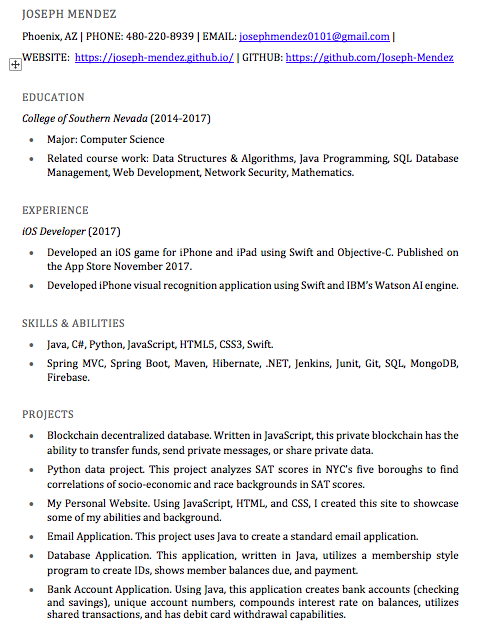 JOSEPH MENDEZ
Phoenix, AZ | PHONE: 480-220-8939 | EMAIL: josephmendez0101@gmail.com |
WEBSITE: https://joseph-mendez.github.io/ | GITHUB: https://github.com/Joseph-Mendez
EDUCATION
College of Southern Nevada (2014-2017)
• Major: Computer Science
• Related course work: Data Structures & Algorithms, Java Programming, SQL Database
Management, Web Development, Network Security, Mathematics.
EXPERIENCE
iOS Developer (2017)
• Developed an iOS game for iPhone and iPad using Swift and Objective-C. Published on
the App Store November 2017.
• Developed iPhone visual recognition application using Swift and IBM's Watson AI engine.
SKILLS & ABILITIES
• Java, C#, Python, JavaScript, HTML5, CSS3, Swift.
• Spring MVC, Spring Boot, Maven, Hibernate, .NET, Jenkins, Junit, Git, SQL, MongoDB,
Firebase.
PROJECTS
• Blockchain decentralized database. Written in JavaScript, this private blockchain has the
ability to transfer funds, send private messages, or share private data.
• Python data project. This project analyzes SAT scores in NYC's five boroughs to find
correlations of socio-economic and race backgrounds in SAT scores.
• My Personal Website. Using JavaScript, HTML, and CSS, I created this site to showcase
some of my abilities and background.
• Email Application. This project uses Java to create a standard email application.
• Database Application. This application, written in Java, utilizes a membership style
program to create IDs, shows member balances due, and payment.
• Bank Account Application. Using Java, this application creates bank accounts (checking
and savings), unique account numbers, compounds interest rate on balances, utilizes
shared transactions, and has debit card withdrawal capabilities.